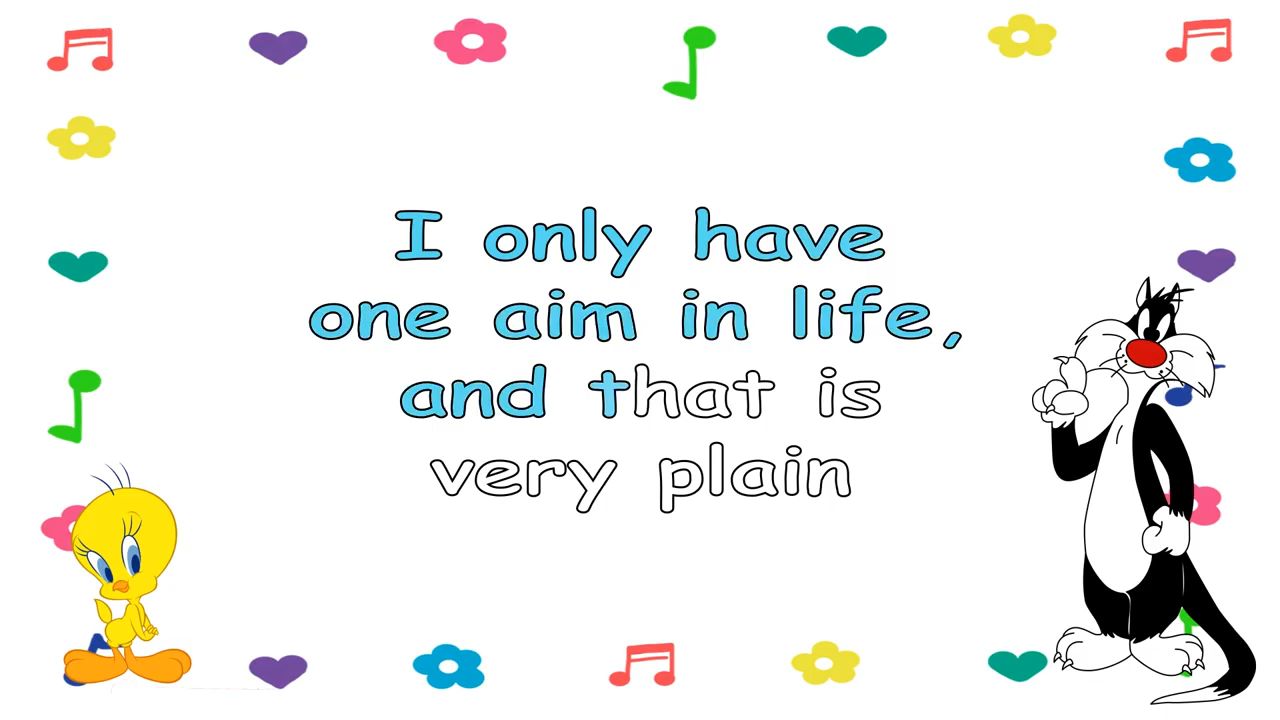 I only have
one aim in life,
and that is
very plain